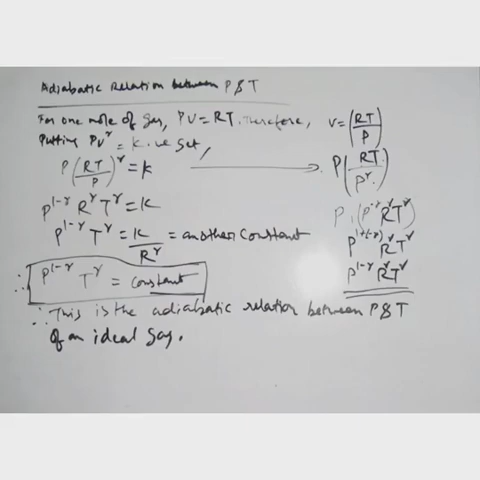 Adiabatic Relation between P & T
For one mole of gas, PV = RT. Therefore, V = (RT/P)
Putting PV^γ = K. we get,
P(RT/P)^γ = K ⟶ P(RT/P^γ.)
P^1-γ R^γ T^γ = K P, (P^-γ R^γ T^γ)
P^1-γ T^γ = K/R^γ = another constant P^1+(-γ) R^γ T^γ
∴ P^1-γ T^γ = constant P^1-γ R^γ T^γ
∴ This is the adiabatic relation between P & T
of an ideal gas.